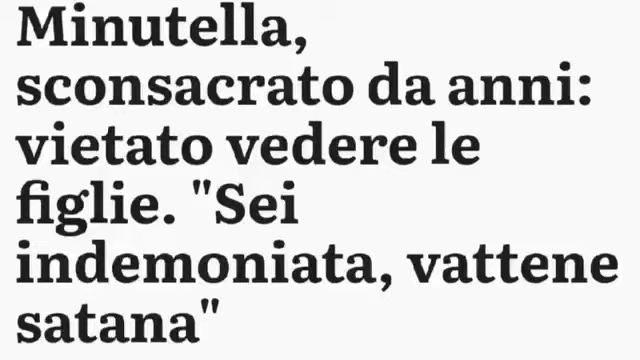 Minutella,
sconsacrato da anni:
vietato vedere le
figlie. "Sei
indemoniata, vattene
satana"